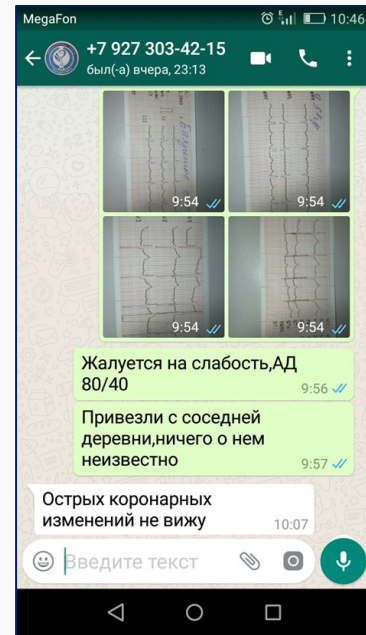 MegaFon
10:46
+7 927 303-42-15
был(-а) вчера, 23:13
9:54
9:54
9:54
9:54
Жалуется на слабость,АД
80/40
9:56
Привезли с соседней
деревни,ничего о нем
неизвестно
9:57
Острых коронарных
изменений не вижу
10:07
Введите текст